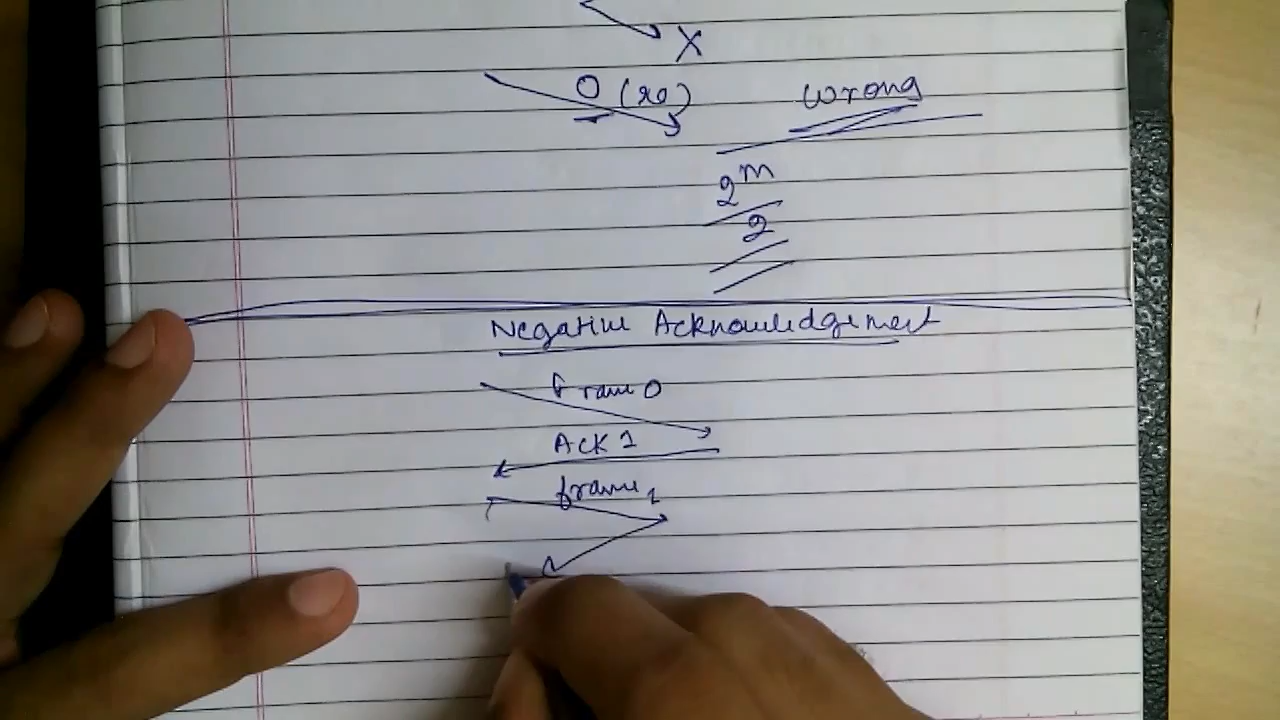 X
0 (re)
wrong
2^m
2
Negative Acknowledgement
frame 0
Ack 1
frame 1